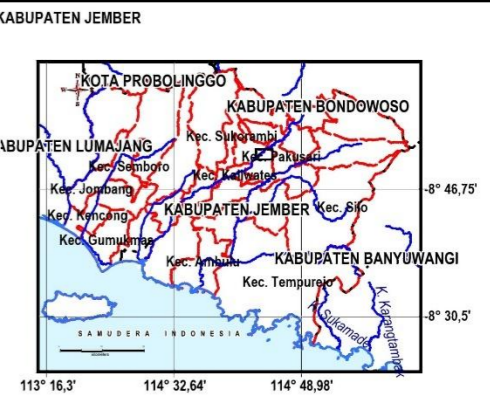 KABUPATEN JEMBER
KOTA PROBOLINGGO
KABUPATEN BONDOWOSO
ABUPATEN LUMAJANG
Kec. Sukorambi
Kec. Pakusari
Kec. Semboro
Kec. Kaliwates
Kec. Jombang
-8° 46,75'
KABUPATEN JEMBER
Kec. Silo
Kec. Kencong
Kec. Gumukmas
Kec. Ambulu
KABUPATEN BANYUWANGI
Kec. Tempurejo
K. Sukamade
K. Karangtambak
-8° 30,5'
SAMUDERA INDONESIA
113° 16,3'
114° 32,64'
114° 48,98'